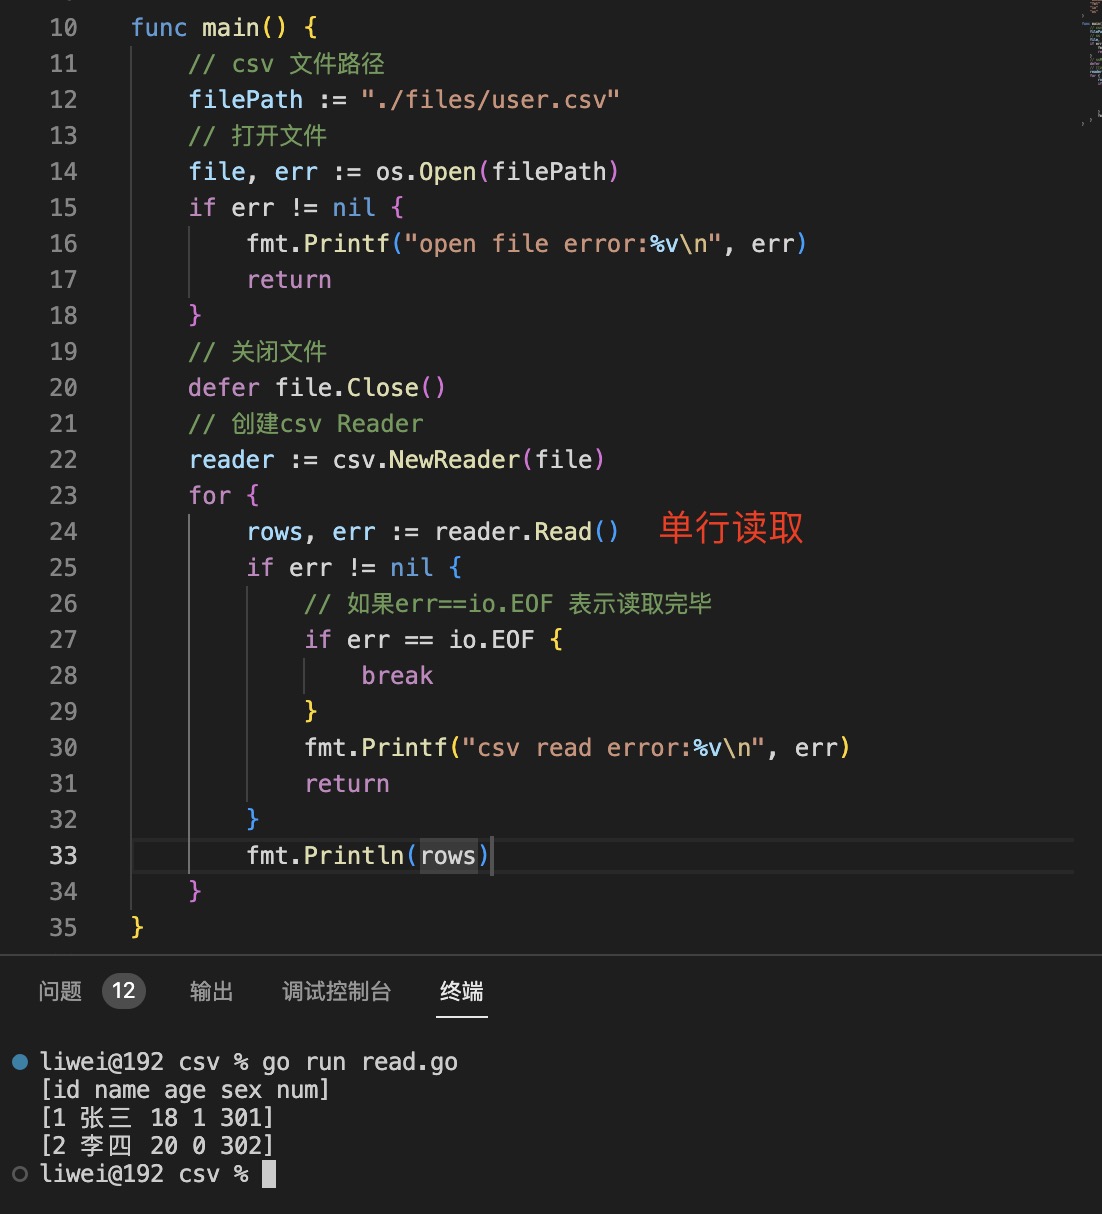 10 func main() {
11 // csv 文件路径
12 filePath := "./files/user.csv"
13 // 打开文件
14 file, err := os.Open(filePath)
15 if err != nil {
16 fmt.Printf("open file error:%v\n", err)
17 return
18 }
19 // 关闭文件
20 defer file.Close()
21 // 创建csv Reader
22 reader := csv.NewReader(file)
23 for {
24 rows, err := reader.Read() 单行读取
25 if err != nil {
26 // 如果err==io.EOF 表示读取完毕
27 if err == io.EOF {
28 break
29 }
30 fmt.Printf("csv read error:%v\n", err)
31 return
32 }
33 fmt.Println(rows)
34 }
35 }
问题 12 输出 调试控制台 终端
liwei@192 csv % go run read.go
[id name age sex num]
[1 张三 18 1 301]
[2 李四 20 0 302]
liwei@192 csv %